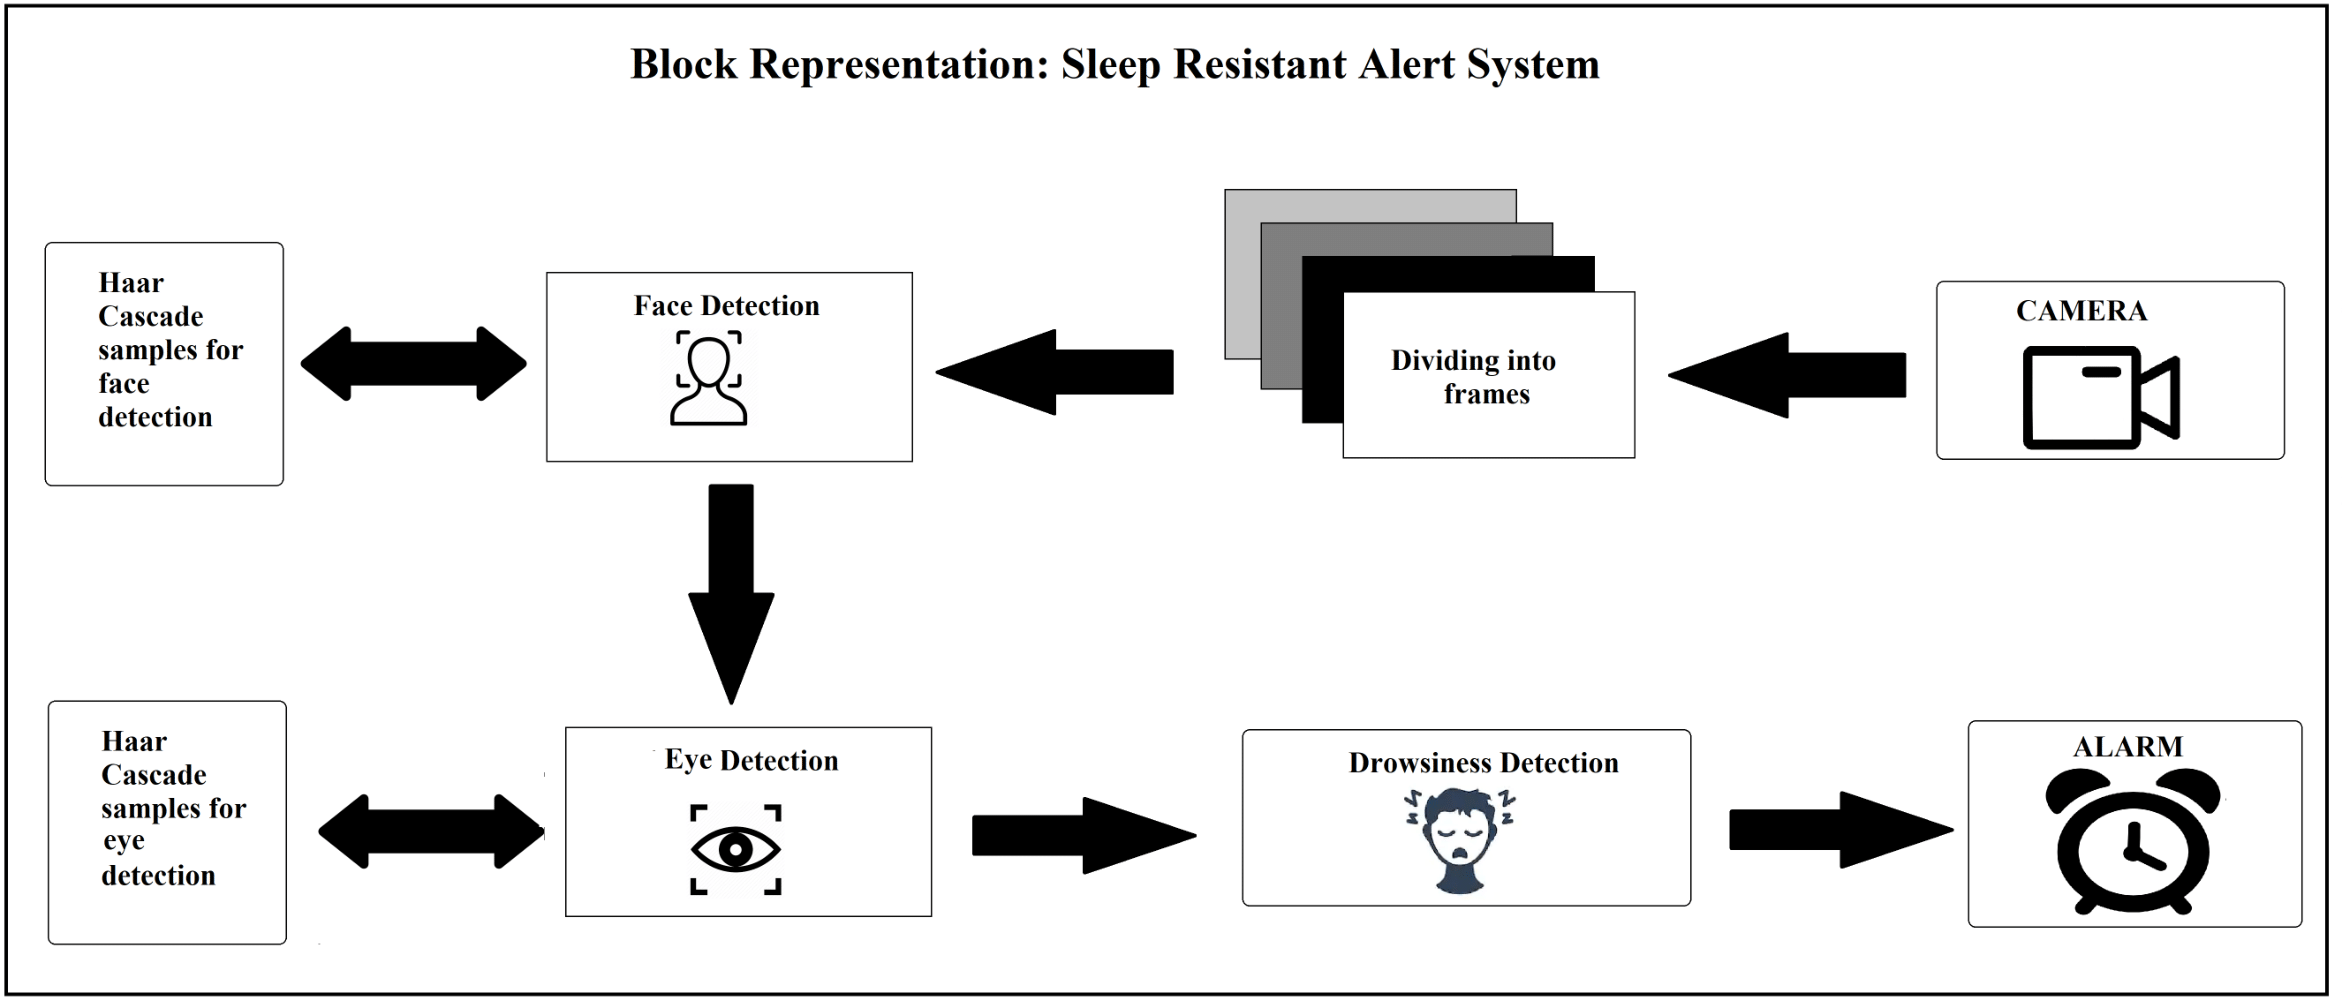 Block Representation: Sleep Resistant Alert System
Haar
Cascade
samples for
face
detection
Face Detection
Dividing into
frames
CAMERA
Haar
Cascade
samples for
eye
detection
Eye Detection
Drowsiness Detection
ALARM